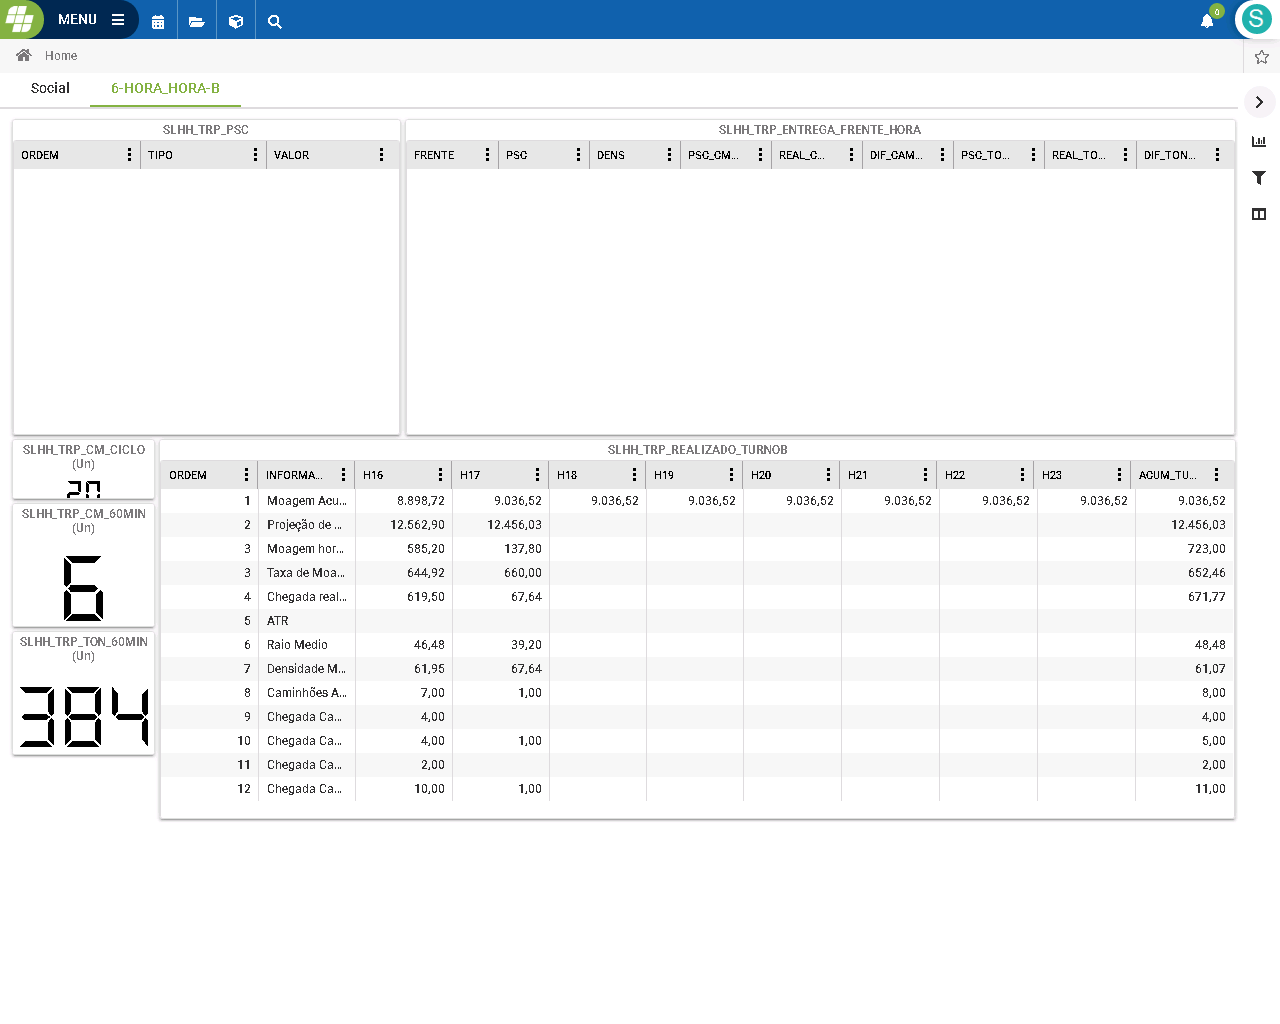 MENU
0
S
Home
Social 6-HORA_HORA-B
SLHH_TRP_PSC
ORDEM TIPO VALOR
SLHH_TRP_ENTREGA_FRENTE_HORA
FRENTE PSC DENS PSC_CM... REAL_C... DIF_CAM... PSC_TO... REAL_TO... DIF_TON...
SLHH_TRP_CM_CICLO
(Un)
20
SLHH_TRP_CM_60MIN
(Un)
6
SLHH_TRP_TON_60MIN
(Un)
384
SLHH_TRP_REALIZADO_TURNOB
ORDEM INFORMA... H16 H17 H18 H19 H20 H21 H22 H23 ACUM_TU...
1 Moagem Acu... 8.898,72 9.036,52 9.036,52 9.036,52 9.036,52 9.036,52 9.036,52 9.036,52 9.036,52
2 Projeção de ... 12.562,90 12.456,03 12.456,03
3 Moagem hor... 585,20 137,80 723,00
3 Taxa de Moa... 644,92 660,00 652,46
4 Chegada real... 619,50 67,64 671,77
5 ATR
6 Raio Medio 46,48 39,20 48,48
7 Densidade M... 61,95 67,64 61,07
8 Caminhões A... 7,00 1,00 8,00
9 Chegada Ca... 4,00 4,00
10 Chegada Ca... 4,00 1,00 5,00
11 Chegada Ca... 2,00 2,00
12 Chegada Ca... 10,00 1,00 11,00